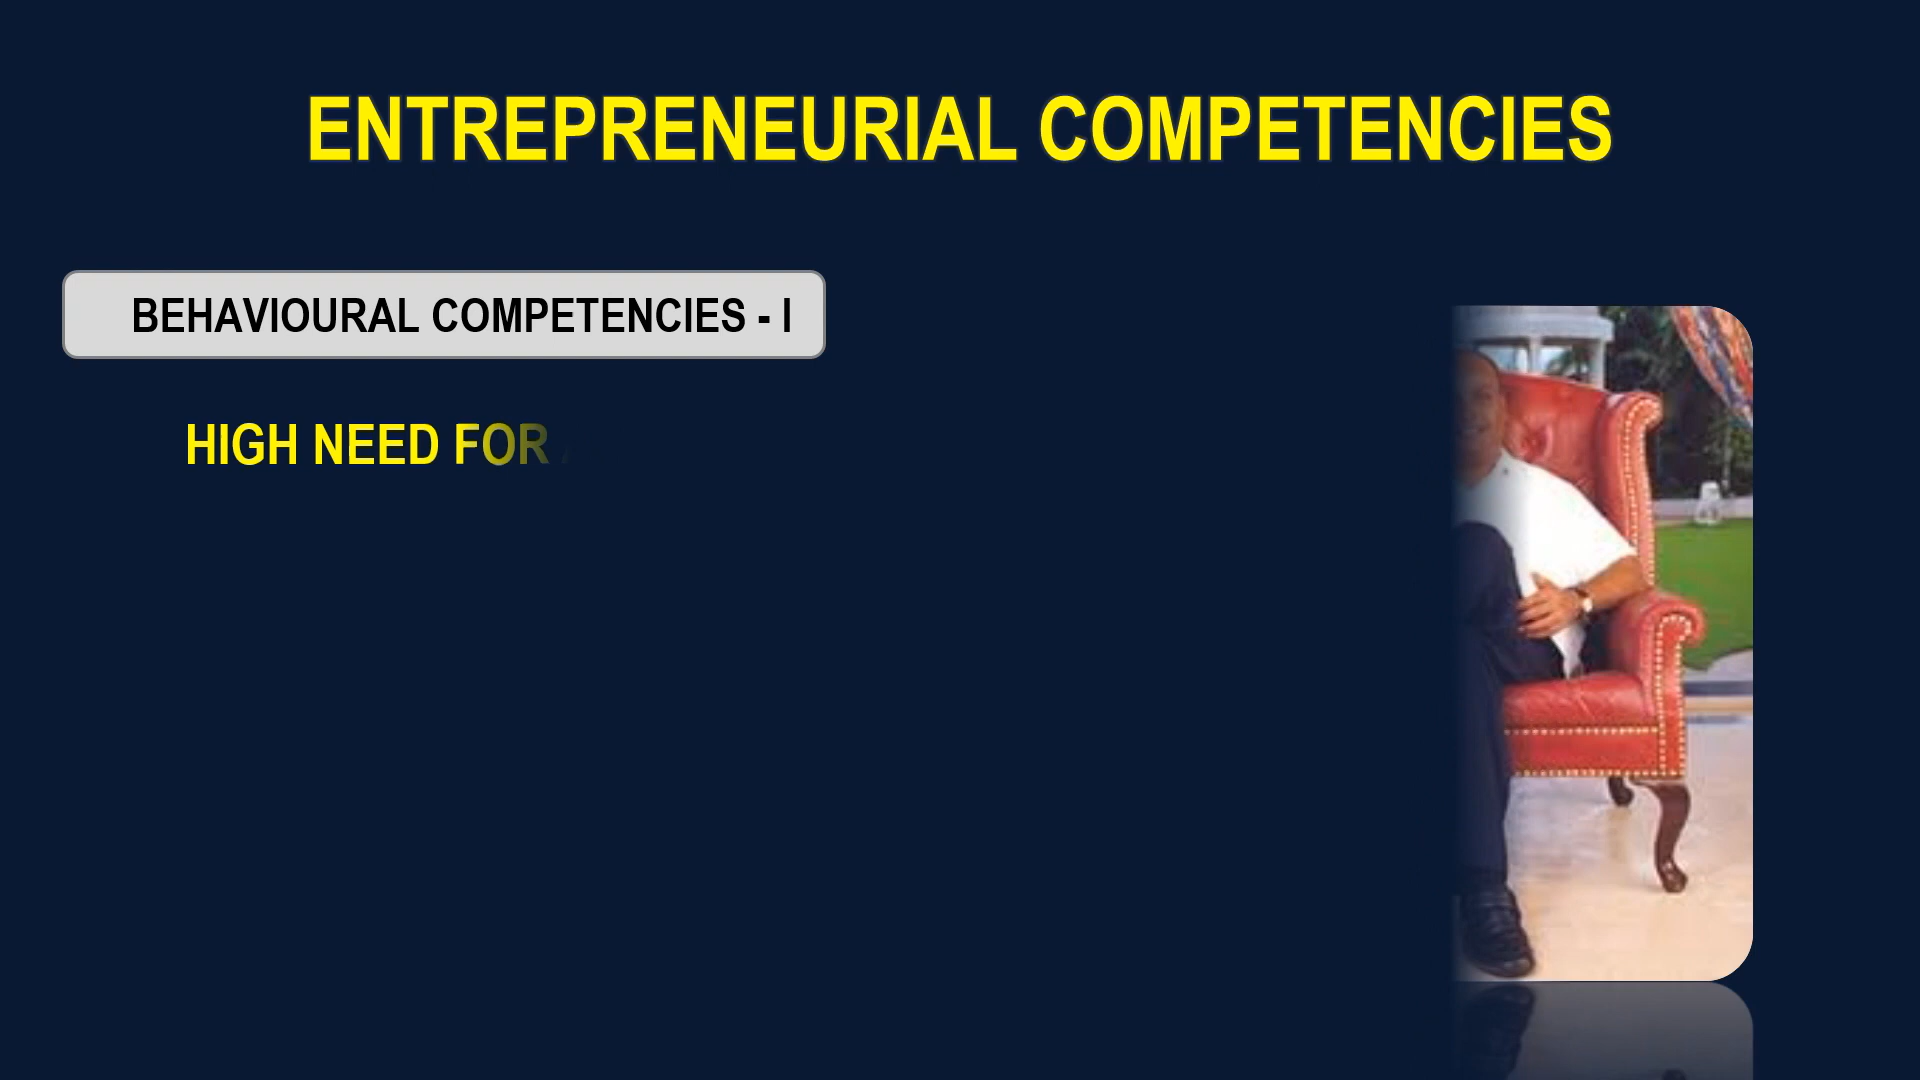 ENTREPRENEURIAL COMPETENCIES
BEHAVIOURAL COMPETENCIES - I
HIGH NEED FOR